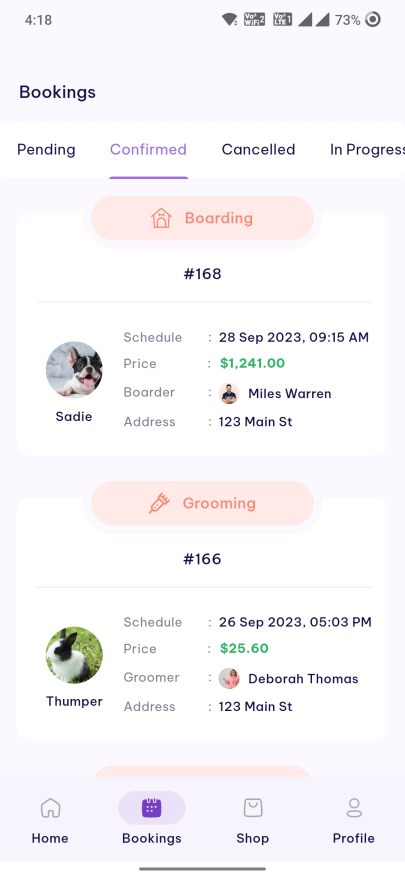 4:18 Vo) WiFi 2 Vo) LTE 1 73%
Bookings
Pending Confirmed Cancelled In Progress
Boarding
#168
Schedule : 28 Sep 2023, 09:15 AM
Price : $1,241.00
Boarder : Miles Warren
Address : 123 Main St
Sadie
Grooming
#166
Schedule : 26 Sep 2023, 05:03 PM
Price : $25.60
Groomer : Deborah Thomas
Address : 123 Main St
Thumper
Home Bookings Shop Profile